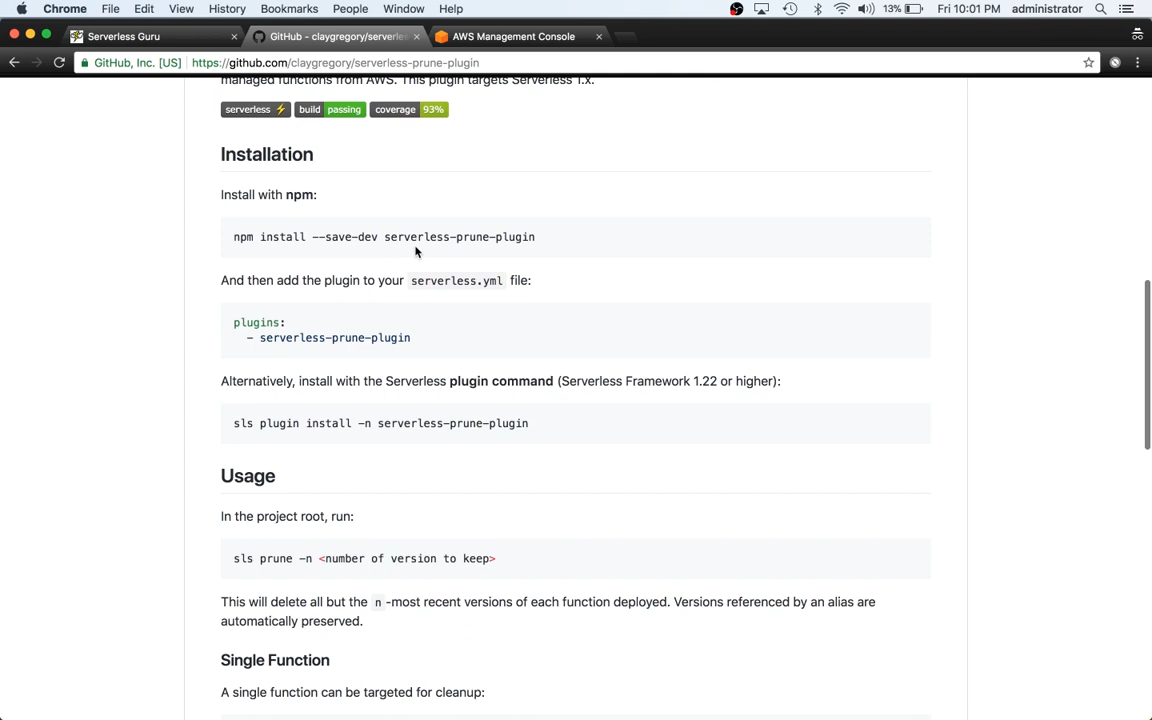 Chrome File Edit View History Bookmarks People Window Help 13% Fri 10:01 PM administrator
Serverless Guru × GitHub - claygregory/serverles × AWS Management Console ×
GitHub, Inc. [US] https://github.com/claygregory/serverless-prune-plugin
managed functions from AWS. This plugin targets Serverless 1.x.
serverless⚡ build passing coverage 93%
Installation
Install with npm:
npm install --save-dev serverless-prune-plugin
And then add the plugin to your serverless.yml file:
plugins:
- serverless-prune-plugin
Alternatively, install with the Serverless plugin command (Serverless Framework 1.22 or higher):
sls plugin install -n serverless-prune-plugin
Usage
In the project root, run:
sls prune -n <number of version to keep>
This will delete all but the n -most recent versions of each function deployed. Versions referenced by an alias are
automatically preserved.
Single Function
A single function can be targeted for cleanup: